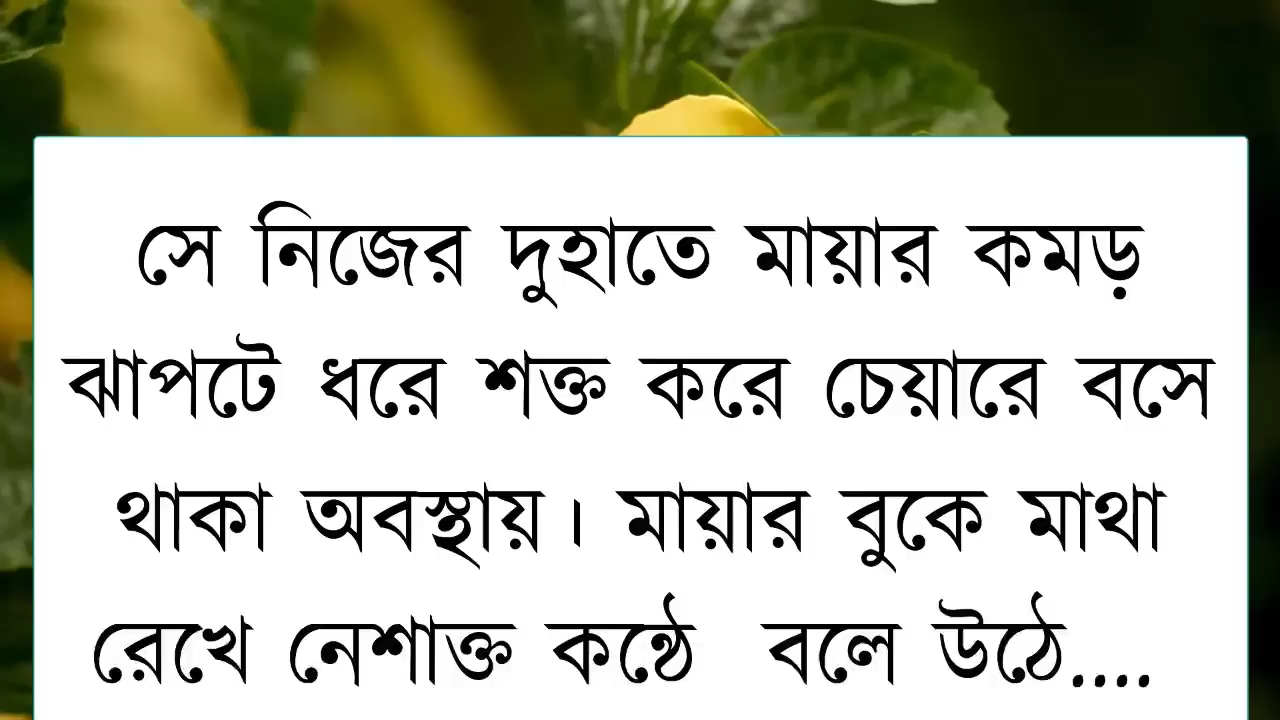 সে নিজের দুহাতে মায়ার কমড়
ঝাপটে ধরে শক্ত করে চেয়ারে বসে
থাকা অবস্থায়। মায়ার বুকে মাথা
রেখে নেশাক্ত কন্ঠে বলে উঠে....